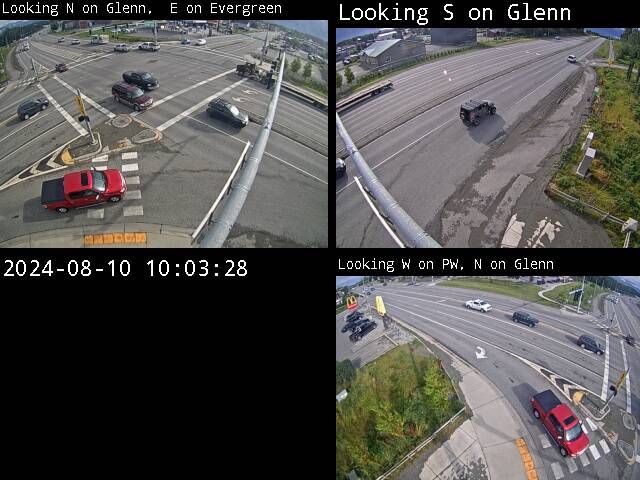 Looking N on Glenn, E on Evergreen
Looking S on Glenn
2024-08-10 10:03:28
Looking W on PW, N on Glenn